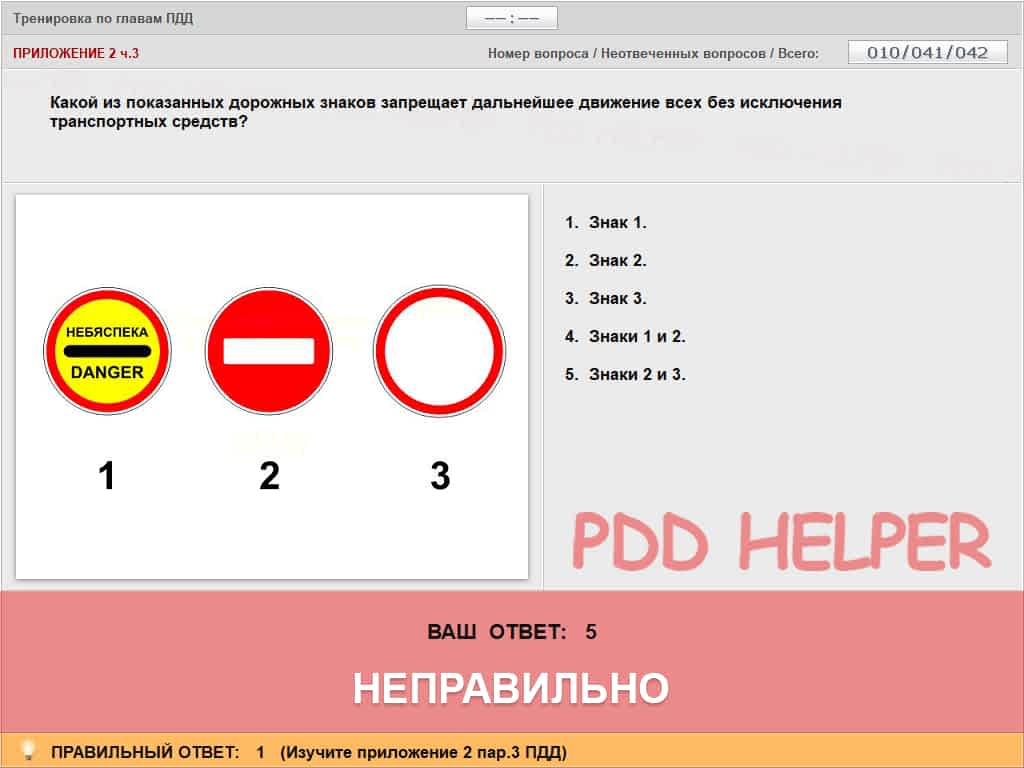 Тренировка по главам ПДД
—— : ——
ПРИЛОЖЕНИЕ 2 ч.3
Номер вопроса / Неотвеченных вопросов / Всего:
010/041/042
Какой из показанных дорожных знаков запрещает дальнейшее движение всех без исключения
транспортных средств?
НЕБЯСПЕКА
DANGER
1
2
3
1. Знак 1.
2. Знак 2.
3. Знак 3.
4. Знаки 1 и 2.
5. Знаки 2 и 3.
PDD HELPER
ВАШ ОТВЕТ: 5
НЕПРАВИЛЬНО
ПРАВИЛЬНЫЙ ОТВЕТ: 1 (Изучите приложение 2 пар.3 ПДД)